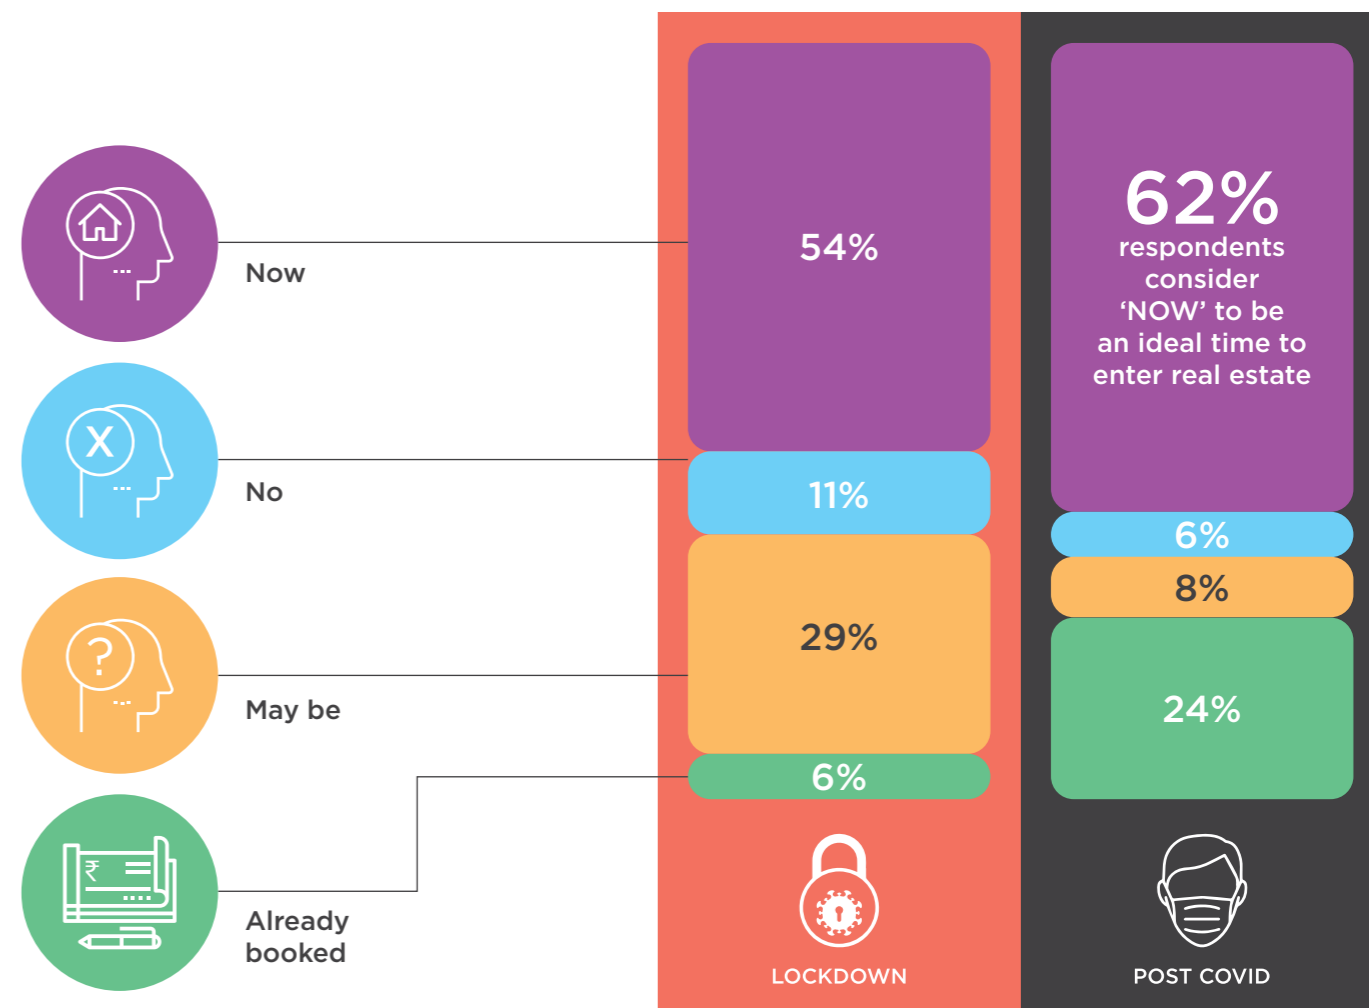 Now
No
May be
Already
booked
X
?
₹
54%
11%
29%
6%
LOCKDOWN
62%
respondents
consider
‘NOW’ to be
an ideal time to
enter real estate
6%
8%
24%
POST COVID